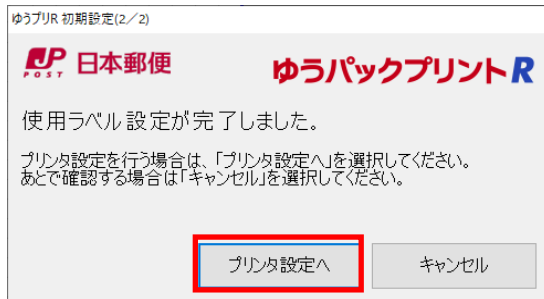 ゆうプリR 初期設定(2／2)
JP POST 日本郵便
ゆうパックプリントR
使用ラベル設定が完了しました。
プリンタ設定を行う場合は、「プリンタ設定へ」を選択してください。
あとで確認する場合は「キャンセル」を選択してください。
プリンタ設定へ
キャンセル